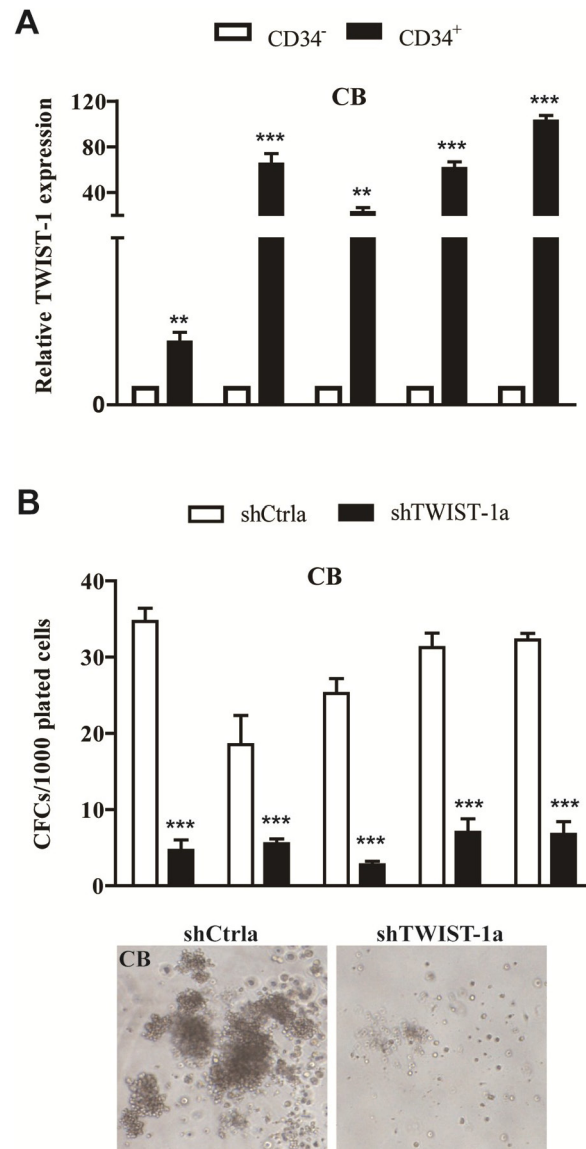 A
CD34- CD34+
CB
Relative TWIST-1 expression
120
80
40
0
**
***
**
***
***
B
shCtrla shTWIST-1a
CB
CFCs/1000 plated cells
40
30
20
10
0
***
***
***
***
***
shCtrla shTWIST-1a
CB